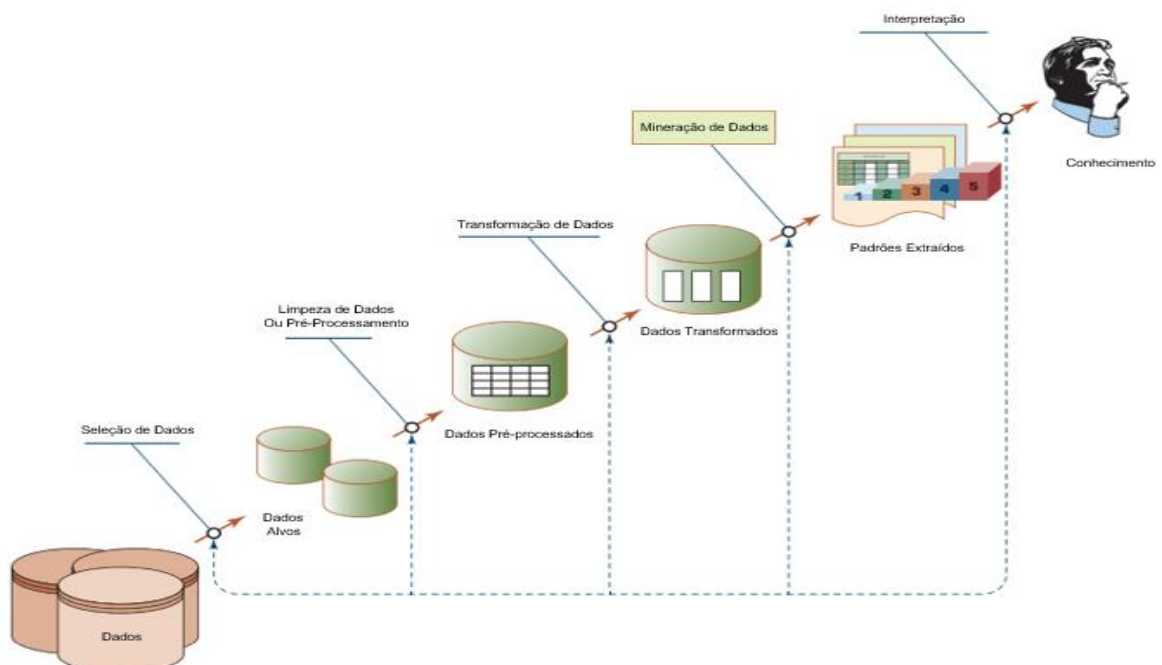 Interpretação
Conhecimento
Mineração de Dados
1 2 3 4 5
Padrões Extraídos
Transformação de Dados
Dados Transformados
Limpeza de Dados
Ou Pré-Processamento
Dados Pré-processados
Seleção de Dados
Dados
Alvos
Dados